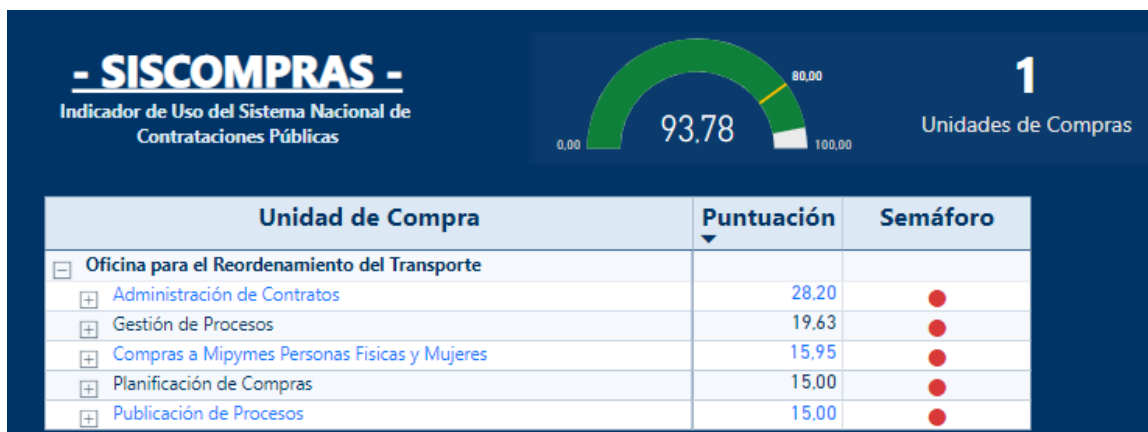 - SISCOMPRAS -
Indicador de Uso del Sistema Nacional de
Contrataciones Públicas
80,00
93,78
0,00
100,00
1
Unidades de Compras
Unidad de Compra Puntuación Semáforo
Oficina para el Reordenamiento del Transporte
Administración de Contratos 28,20
Gestión de Procesos 19,63
Compras a Mipymes Personas Fisicas y Mujeres 15,95
Planificación de Compras 15,00
Publicación de Procesos 15,00